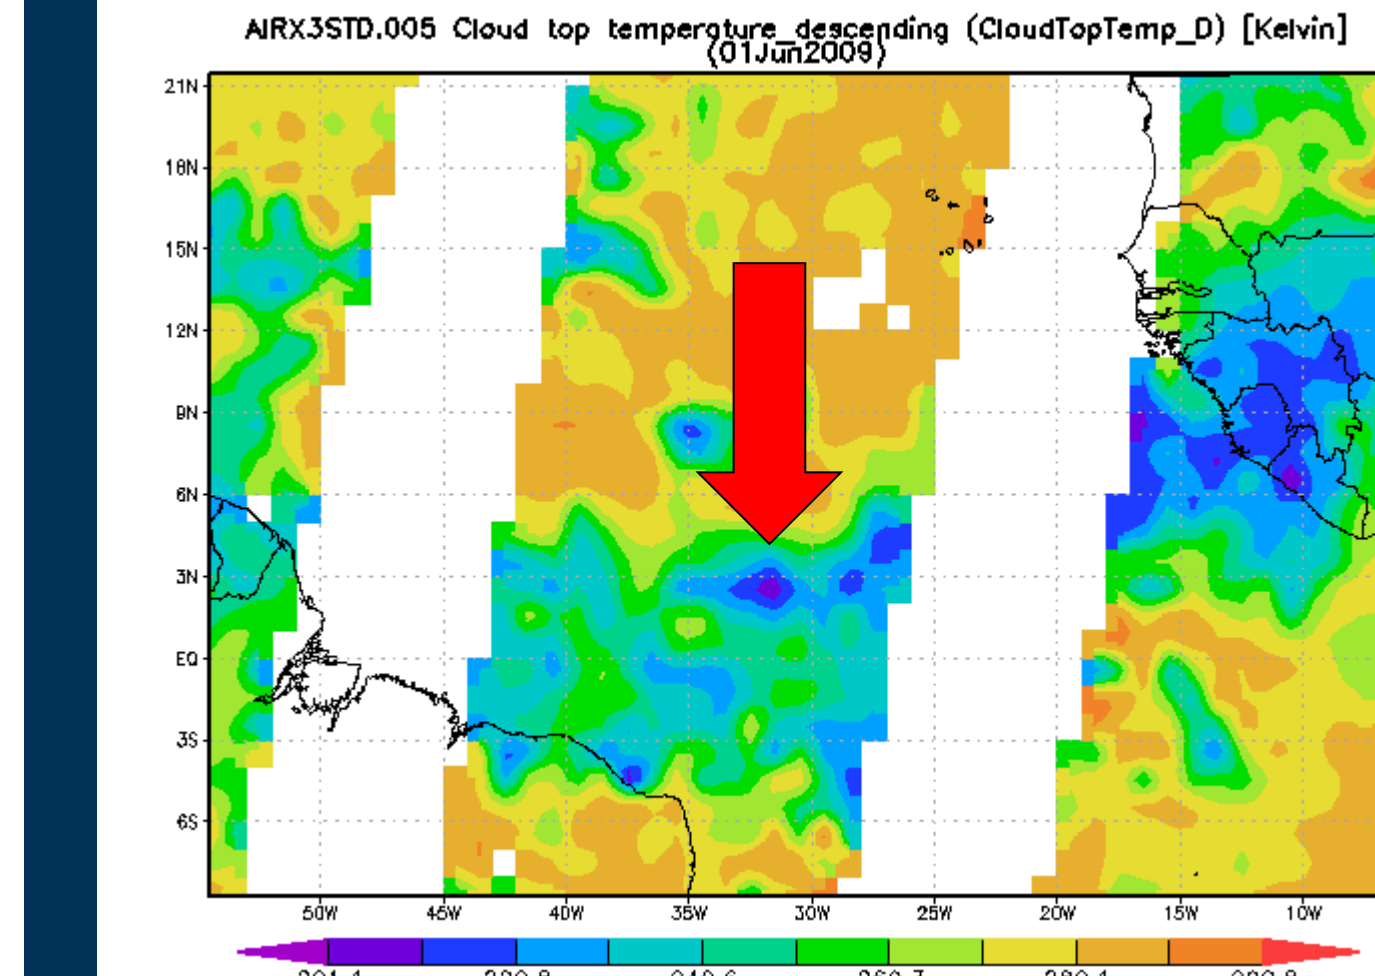 AIRX3STD.005 Cloud top temperature_descending (CloudTopTemp_D) [Kelvin]
(01Jun2009)
21N
18N
15N
12N
9N
6N
3N
EQ
3S
6S
50W 45W 40W 35W 30W 25W 20W 15W 10W